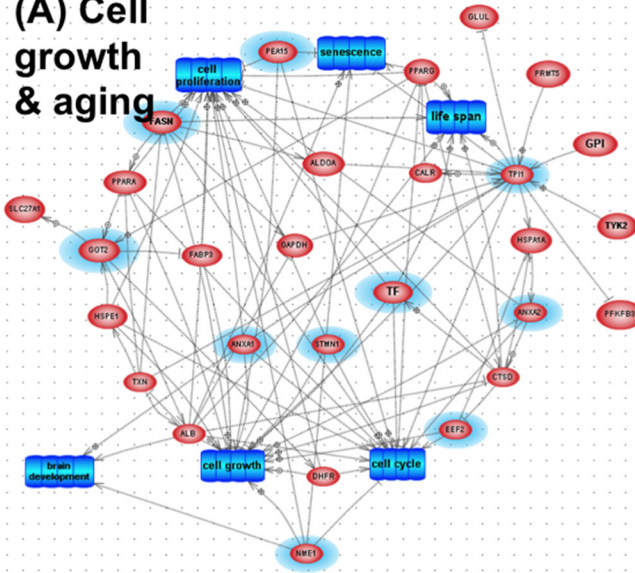 (A) Cell
growth
& aging
GLUL
PEA15
senescence
cell
proliferation
PPARG
PRMT5
life span
FASN
GPI
ALDOA
CALR
TPI1
PPARA
SLC27A1
TYK2
HSPA1A
GOT2
FABP3
GAPDH
TF
ANXA2
PFKFB3
HSPE1
ANXA1
STMN1
TXN
CTSD
ALB
EEF2
brain
development
cell growth
cell cycle
DHFR
NME1